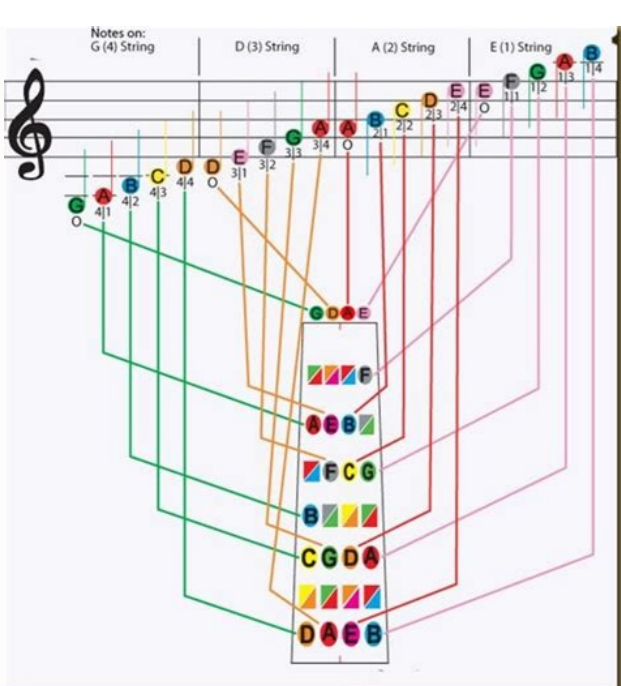 Notes on:
G (4) String D (3) String A (2) String E (1) String
G A B C D D E F G A A B C D E E F G A B
O 4|1 4|2 4|3 4|4 O 3|1 3|2 3|3 3|4 O 2|1 2|2 2|3 2|4 O 1|1 1|2 1|3 1|4
G D A E
F
A E B
F C G
B
C G D A
D A E B